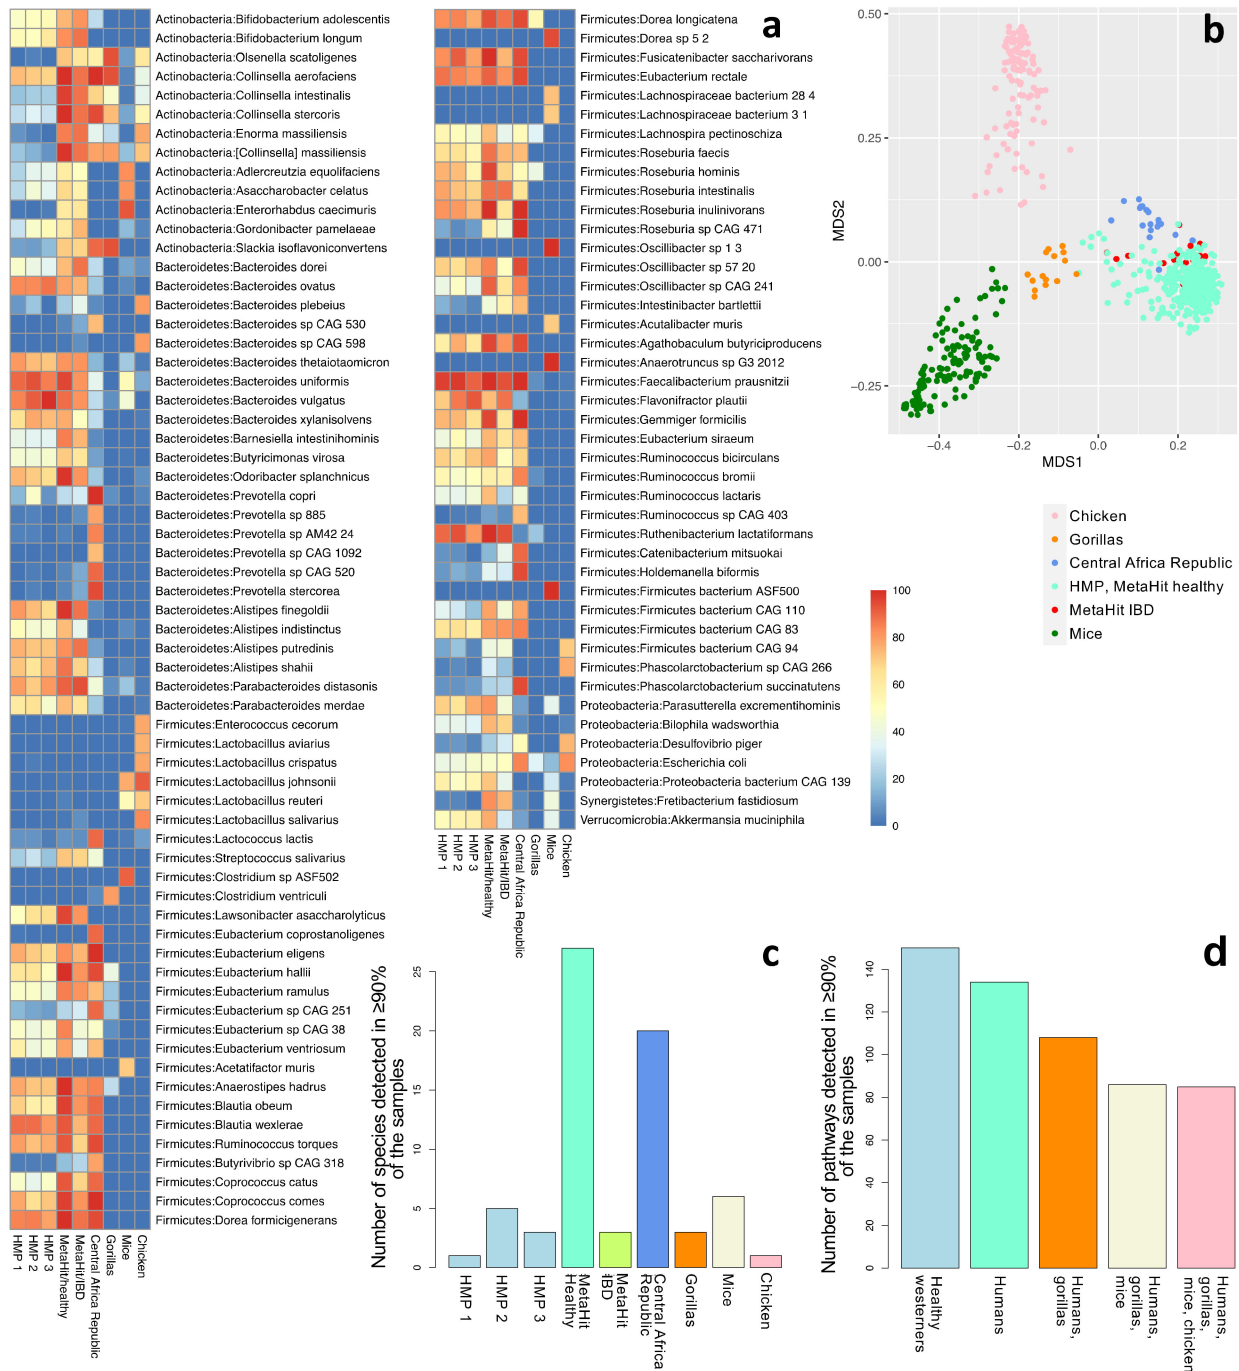 a
Actinobacteria:Bifidobacterium adolescentis
Actinobacteria:Bifidobacterium longum
Actinobacteria:Olsenella scatoligenes
Actinobacteria:Collinsella aerofaciens
Actinobacteria:Collinsella intestinalis
Actinobacteria:Collinsella stercoris
Actinobacteria:Enorma massiliensis
Actinobacteria:[Collinsella] massiliensis
Actinobacteria:Adlercreutzia equolifaciens
Actinobacteria:Asaccharobacter celatus
Actinobacteria:Enterorhabdus caecimuris
Actinobacteria:Gordonibacter pamelaeae
Actinobacteria:Slackia isoflavoniconvertens
Bacteroidetes:Bacteroides dorei
Bacteroidetes:Bacteroides ovatus
Bacteroidetes:Bacteroides plebeius
Bacteroidetes:Bacteroides sp CAG 530
Bacteroidetes:Bacteroides sp CAG 598
Bacteroidetes:Bacteroides thetaiotaomicron
Bacteroidetes:Bacteroides uniformis
Bacteroidetes:Bacteroides vulgatus
Bacteroidetes:Bacteroides xylanisolvens
Bacteroidetes:Barnesiella intestinihominis
Bacteroidetes:Butyricimonas virosa
Bacteroidetes:Odoribacter splanchnicus
Bacteroidetes:Prevotella copri
Bacteroidetes:Prevotella sp 885
Bacteroidetes:Prevotella sp AM42 24
Bacteroidetes:Prevotella sp CAG 1092
Bacteroidetes:Prevotella sp CAG 520
Bacteroidetes:Prevotella stercorea
Bacteroidetes:Alistipes finegoldii
Bacteroidetes:Alistipes indistinctus
Bacteroidetes:Alistipes putredinis
Bacteroidetes:Alistipes shahii
Bacteroidetes:Parabacteroides distasonis
Bacteroidetes:Parabacteroides merdae
Firmicutes:Enterococcus cecorum
Firmicutes:Lactobacillus aviarius
Firmicutes:Lactobacillus crispatus
Firmicutes:Lactobacillus johnsonii
Firmicutes:Lactobacillus reuteri
Firmicutes:Lactobacillus salivarius
Firmicutes:Lactococcus lactis
Firmicutes:Streptococcus salivarius
Firmicutes:Clostridium sp ASF502
Firmicutes:Clostridium ventriculi
Firmicutes:Lawsonibacter asaccharolyticus
Firmicutes:Eubacterium coprostanoligenes
Firmicutes:Eubacterium eligens
Firmicutes:Eubacterium hallii
Firmicutes:Eubacterium ramulus
Firmicutes:Eubacterium sp CAG 251
Firmicutes:Eubacterium sp CAG 38
Firmicutes:Eubacterium ventriosum
Firmicutes:Acetatifactor muris
Firmicutes:Anaerostipes hadrus
Firmicutes:Blautia obeum
Firmicutes:Blautia wexlerae
Firmicutes:Ruminococcus torques
Firmicutes:Butyrivibrio sp CAG 318
Firmicutes:Coprococcus catus
Firmicutes:Coprococcus comes
Firmicutes:Dorea formicigenerans
HMP 1
HMP 2
HMP 3
MetaHit/healthy
MetaHit/IBD
Central Africa Republic
Gorillas
Mice
Chicken
Firmicutes:Dorea longicatena
Firmicutes:Dorea sp 5 2
Firmicutes:Fusicatenibacter saccharivorans
Firmicutes:Eubacterium rectale
Firmicutes:Lachnospiraceae bacterium 28 4
Firmicutes:Lachnospiraceae bacterium 3 1
Firmicutes:Lachnospira pectinoschiza
Firmicutes:Roseburia faecis
Firmicutes:Roseburia hominis
Firmicutes:Roseburia intestinalis
Firmicutes:Roseburia inulinivorans
Firmicutes:Roseburia sp CAG 471
Firmicutes:Oscillibacter sp 1 3
Firmicutes:Oscillibacter sp 57 20
Firmicutes:Oscillibacter sp CAG 241
Firmicutes:Intestinibacter bartlettii
Firmicutes:Acutalibacter muris
Firmicutes:Agathobaculum butyriciproducens
Firmicutes:Anaerotruncus sp G3 2012
Firmicutes:Faecalibacterium prausnitzii
Firmicutes:Flavonifractor plautii
Firmicutes:Gemmiger formicilis
Firmicutes:Eubacterium siraeum
Firmicutes:Ruminococcus bicirculans
Firmicutes:Ruminococcus bromii
Firmicutes:Ruminococcus lactaris
Firmicutes:Ruminococcus sp CAG 403
Firmicutes:Ruthenibacterium lactatiformans
Firmicutes:Catenibacterium mitsuokai
Firmicutes:Holdemanella biformis
Firmicutes:Firmicutes bacterium ASF500
Firmicutes:Firmicutes bacterium CAG 110
Firmicutes:Firmicutes bacterium CAG 83
Firmicutes:Firmicutes bacterium CAG 94
Firmicutes:Phascolarctobacterium sp CAG 266
Firmicutes:Phascolarctobacterium succinatutens
Proteobacteria:Parasutterella excrementihominis
Proteobacteria:Bilophila wadsworthia
Proteobacteria:Desulfovibrio piger
Proteobacteria:Escherichia coli
Proteobacteria:Proteobacteria bacterium CAG 139
Synergistetes:Fretibacterium fastidiosum
Verrucomicrobia:Akkermansia muciniphila
HMP 1
HMP 2
HMP 3
MetaHit/healthy
MetaHit/IBD
Central Africa Republic
Gorillas
Mice
Chicken
100
80
60
40
20
0
b
0.50
0.25
0.00
−0.25
MDS2
−0.4
−0.2
0.0
0.2
MDS1
Chicken
Gorillas
Central Africa Republic
HMP, MetaHit healthy
MetaHit IBD
Mice
c
Number of species detected in ≥90%
of the samples
0
5
10
15
20
25
HMP 1
HMP 2
HMP 3
MetaHit
Healthy
MetaHit
IBD
Central Africa
Republic
Gorillas
Mice
Chicken
d
Number of pathways detected in ≥90%
of the samples
0
20
40
60
80
100
120
140
Healthy
westerners
Humans
Humans,
gorillas
Humans,
gorillas,
mice
Humans,
gorillas,
mice, chicken